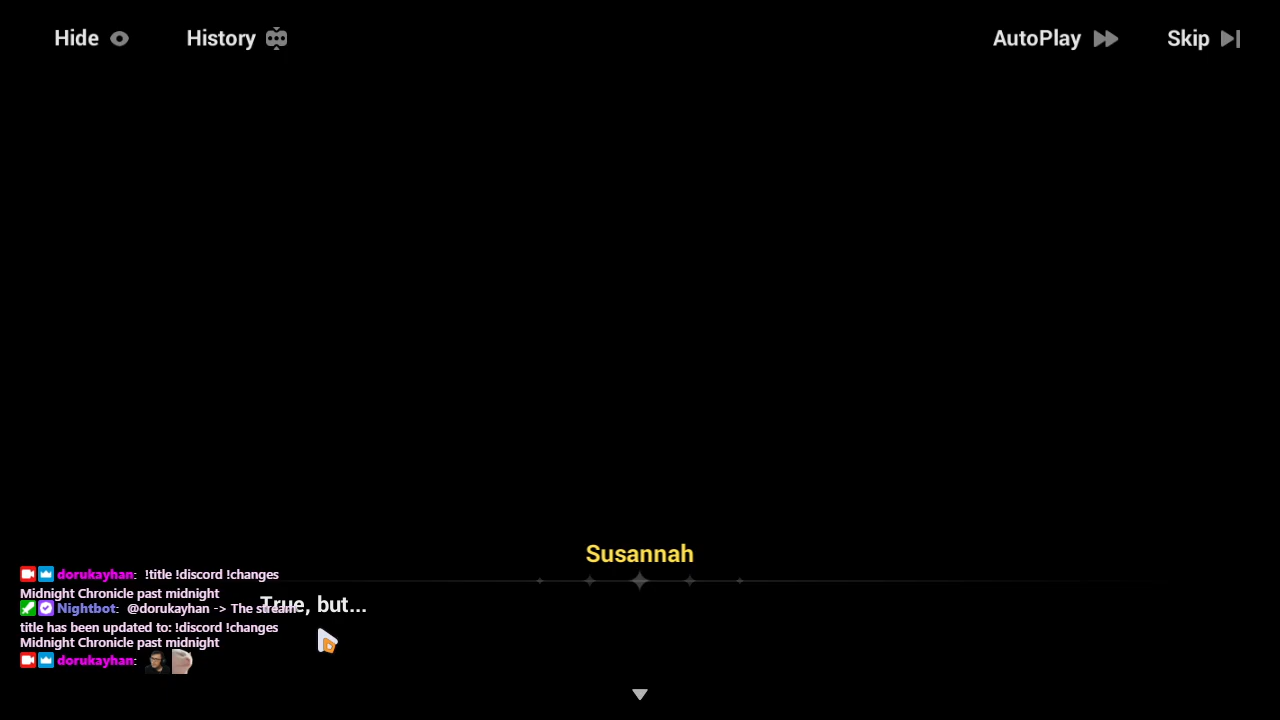 Hide
History
AutoPlay
Skip
Susannah
True, but...
dorukayhan: !title !discord !changes
Midnight Chronicle past midnight
Nightbot: @dorukayhan -> The stream
title has been updated to: !discord !changes
Midnight Chronicle past midnight
dorukayhan: